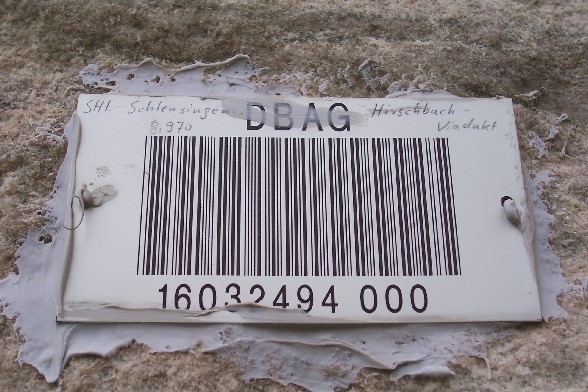 SHL - Schleusingen DBAG Hirschbach -
8,970 Viadukt
16032494 000